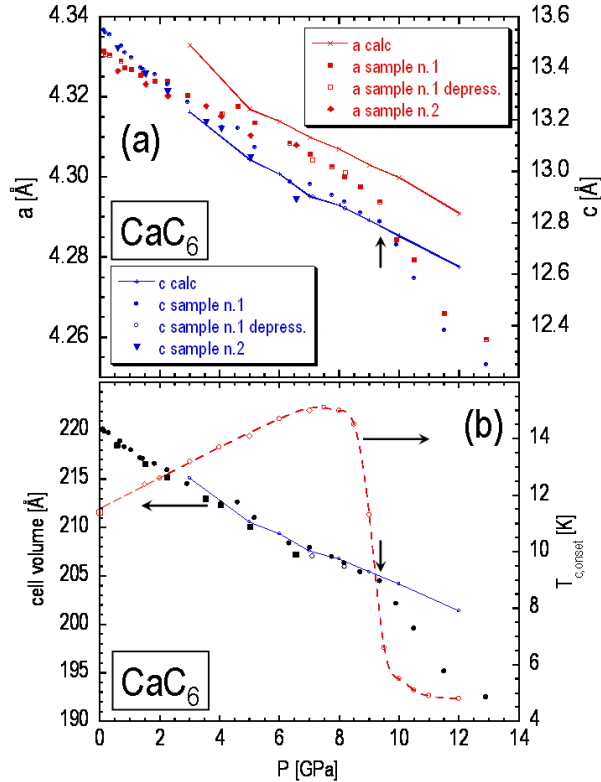 4.34
4.32
4.30
4.28
4.26
a [Å]
13.6
13.4
13.2
13.0
12.8
12.6
12.4
c [Å]
a calc
a sample n.1
a sample n.1 depress.
a sample n.2
(a)
CaC6
c calc
c sample n.1
c sample n.1 depress.
c sample n.2
220
215
210
205
200
195
190
cell volume [Å]
14
12
10
8
6
4
Tc,onset [K]
(b)
CaC6
0 2 4 6 8 10 12 14
P [GPa]